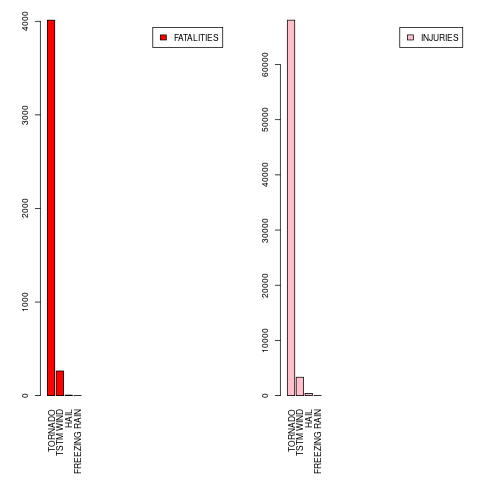 FATALITIES
4000
3000
2000
1000
0
TORNADO
TSTM WIND
HAIL
FREEZING RAIN
INJURIES
60000
50000
40000
30000
20000
10000
0
TORNADO
TSTM WIND
HAIL
FREEZING RAIN